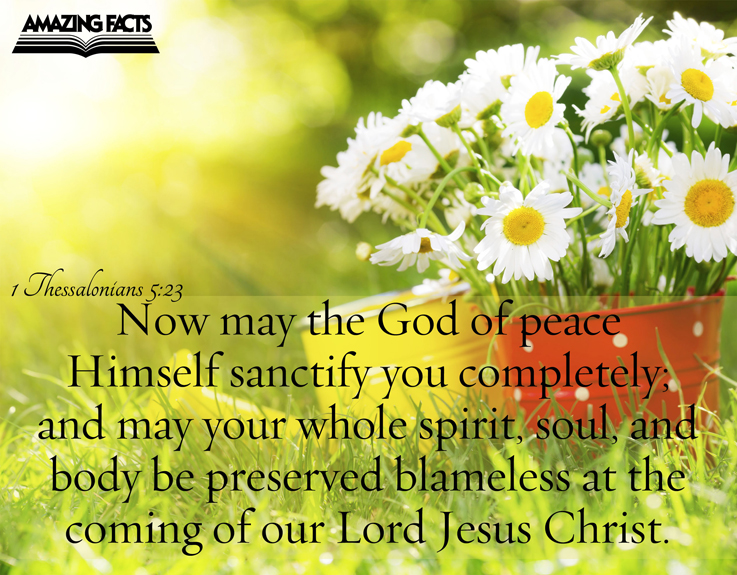 AMAZING FACTS
1 Thessalonians 5:23
Now may the God of peace
Himself sanctify you completely;
and may your whole spirit, soul, and
body be preserved blameless at the
coming of our Lord Jesus Christ.